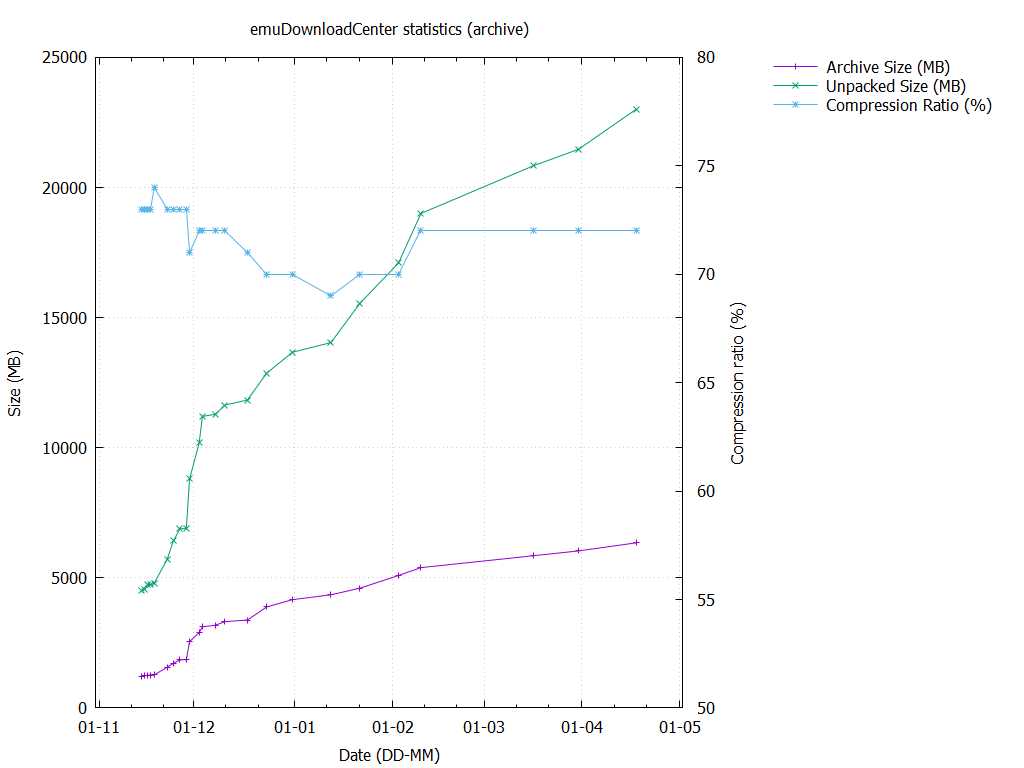 emuDownloadCenter statistics (archive)
Archive Size (MB)
Unpacked Size (MB)
Compression Ratio (%)
25000
20000
15000
10000
5000
0
Size (MB)
80
75
70
65
60
55
50
Compression ratio (%)
01-11 01-12 01-01 01-02 01-03 01-04 01-05
Date (DD-MM)